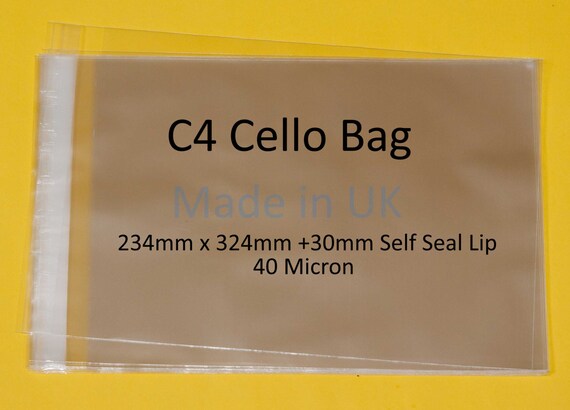 C4 Cello Bag
Made in UK
234mm x 324mm +30mm Self Seal Lip
40 Micron